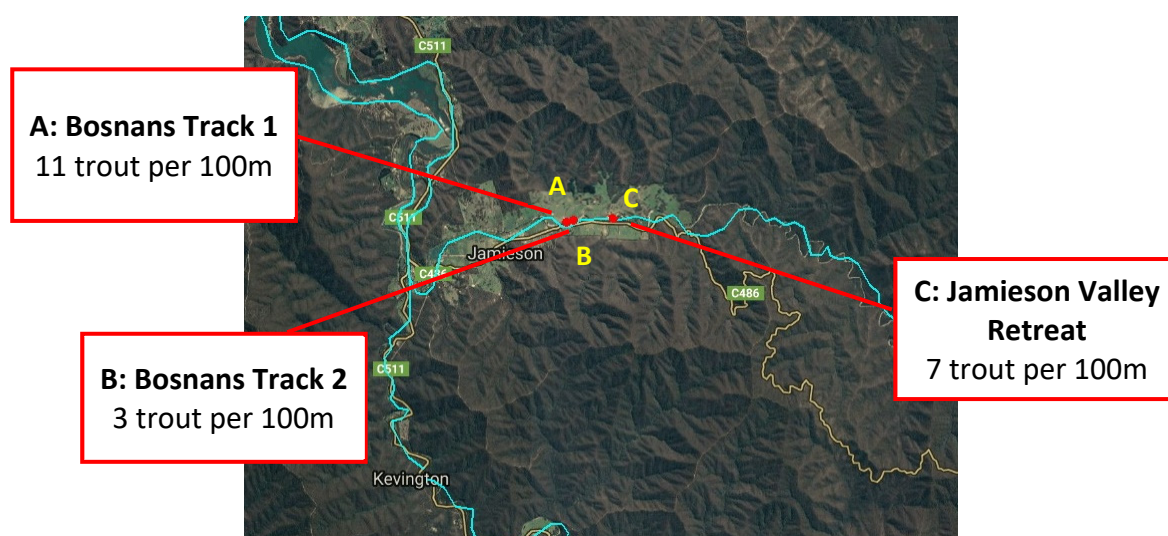 C511
A: Bosnans Track 1
11 trout per 100m
A
C
C511
B
Jamieson
C436
C486
C: Jamieson Valley
Retreat
7 trout per 100m
B: Bosnans Track 2
3 trout per 100m
C511
Kevington